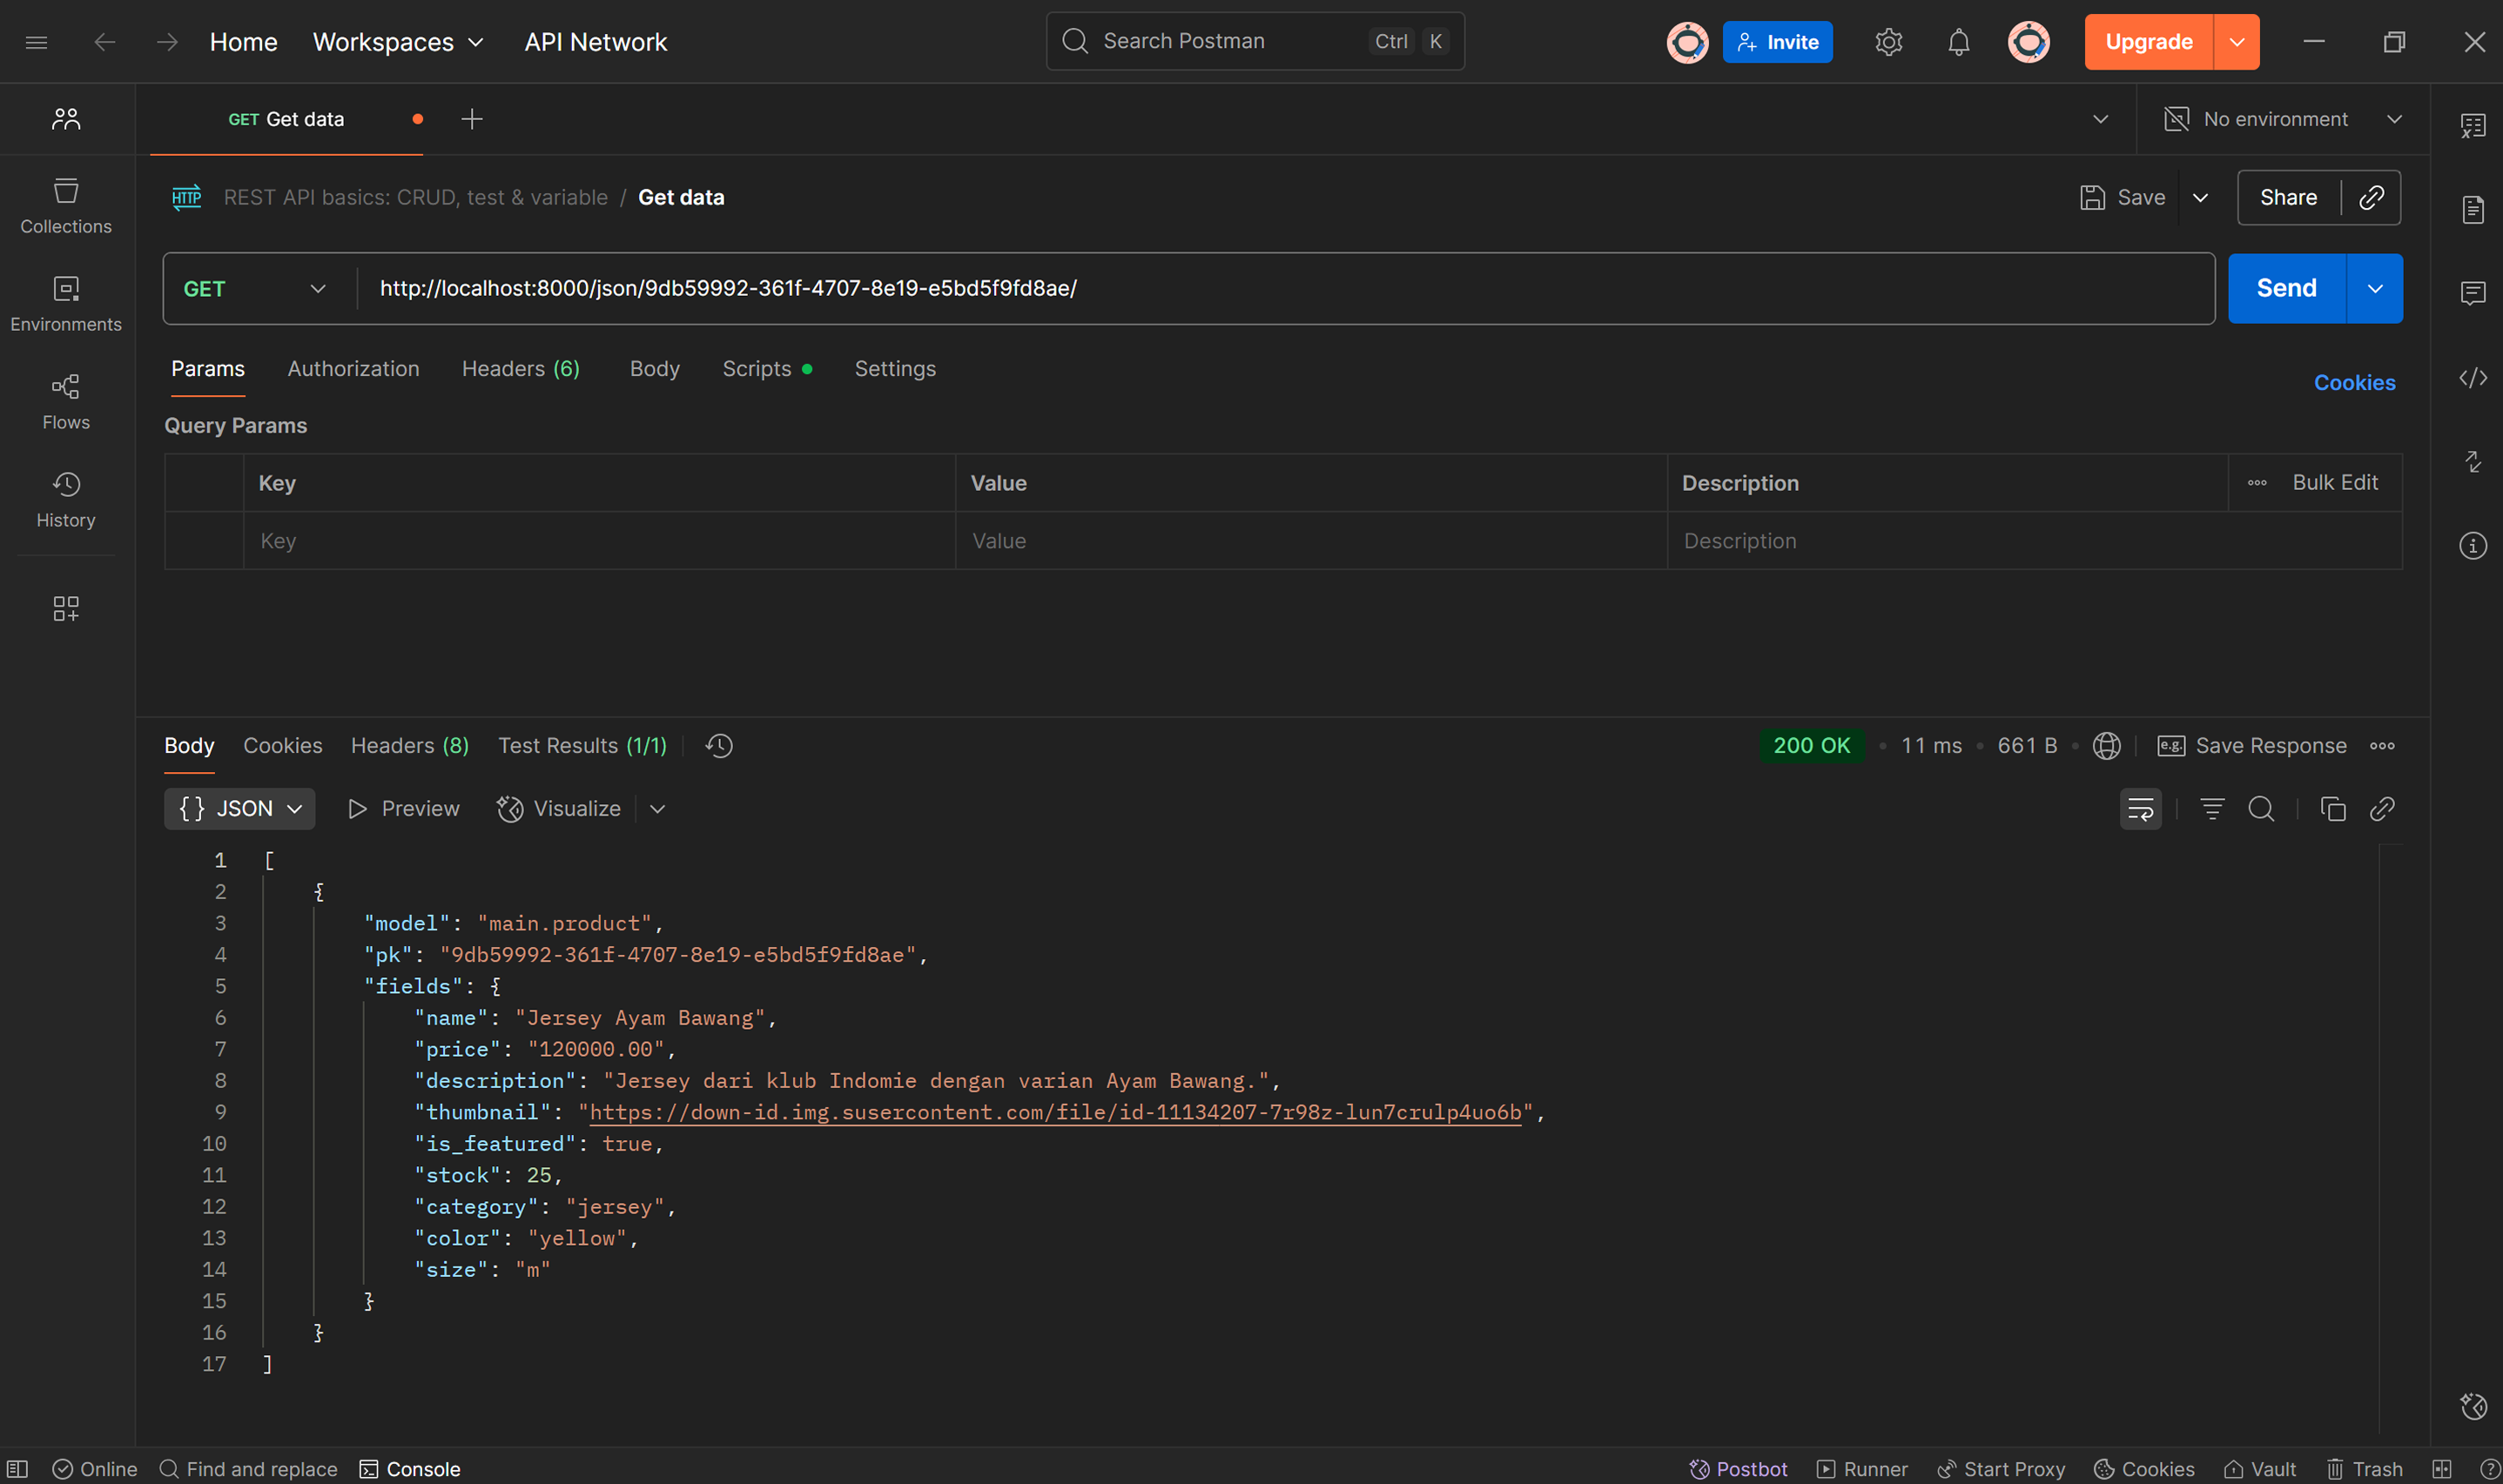 Home Workspaces API Network Search Postman Ctrl K Invite Upgrade
GET Get data No environment
HTTP REST API basics: CRUD, test & variable / Get data Save Share
Collections
GET http://localhost:8000/json/9db59992-361f-4707-8e19-e5bd5f9fd8ae/ Send
Environments
Params Authorization Headers (6) Body Scripts Settings Cookies
Flows
Query Params
Key Value Description Bulk Edit
History
Key Value Description
Body Cookies Headers (8) Test Results (1/1) 200 OK • 11 ms • 661 B • e.g. Save Response
{} JSON Preview Visualize
1 [
2 {
3 "model": "main.product",
4 "pk": "9db59992-361f-4707-8e19-e5bd5f9fd8ae",
5 "fields": {
6 "name": "Jersey Ayam Bawang",
7 "price": "120000.00",
8 "description": "Jersey dari klub Indomie dengan varian Ayam Bawang.",
9 "thumbnail": "https://down-id.img.susercontent.com/file/id-11134207-7r98z-lun7crulp4uo6b",
10 "is_featured": true,
11 "stock": 25,
12 "category": "jersey",
13 "color": "yellow",
14 "size": "m"
15 }
16 }
17 ]
Online Find and replace Console Postbot Runner Start Proxy Cookies Vault Trash